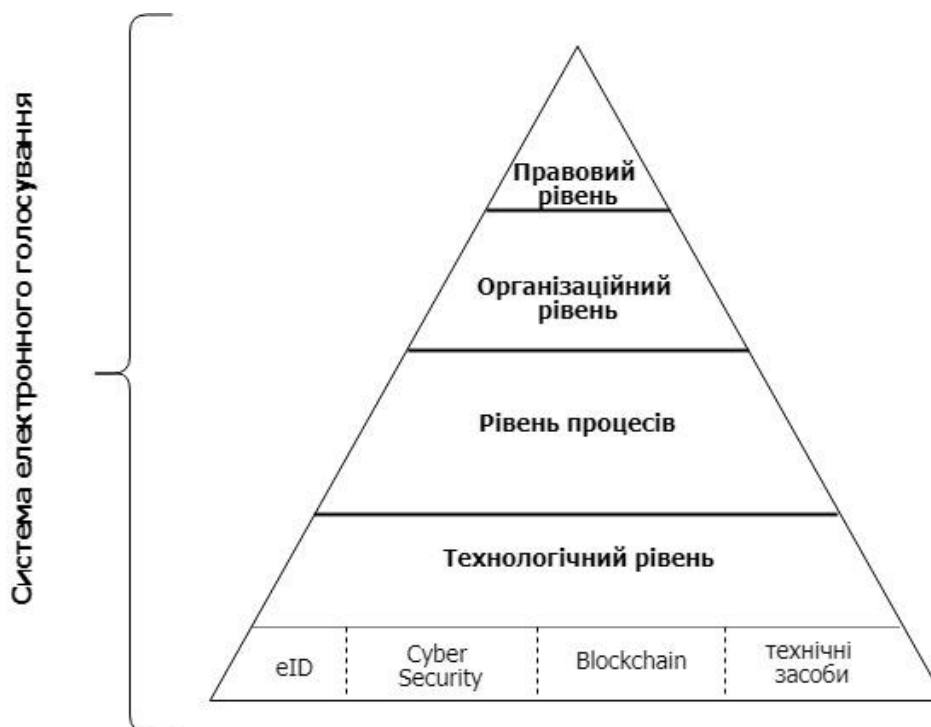 Система електронного голосування
Правовий
рівень
Організаційний
рівень
Рівень процесів
Технологічний рівень
eID
Cyber
Security
Blockchain
технічні
засоби